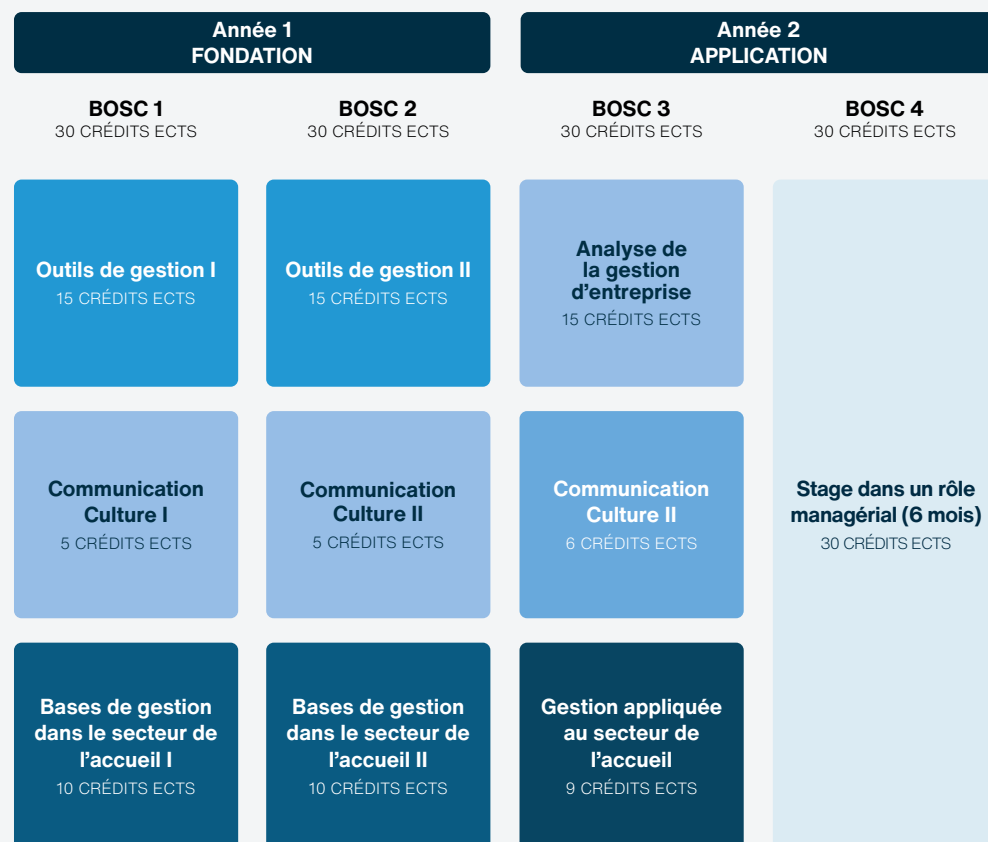 Année 1
FONDATION
Année 2
APPLICATION
BOSC 1
30 CRÉDITS ECTS
BOSC 2
30 CRÉDITS ECTS
BOSC 3
30 CRÉDITS ECTS
BOSC 4
30 CRÉDITS ECTS
Outils de gestion I
15 CRÉDITS ECTS
Outils de gestion II
15 CRÉDITS ECTS
Analyse de
la gestion
d’entreprise
15 CRÉDITS ECTS
Communication
Culture I
5 CRÉDITS ECTS
Communication
Culture II
5 CRÉDITS ECTS
Communication
Culture II
6 CRÉDITS ECTS
Stage dans un rôle
managérial (6 mois)
30 CRÉDITS ECTS
Bases de gestion
dans le secteur de
l’accueil I
10 CRÉDITS ECTS
Bases de gestion
dans le secteur de
l’accueil II
10 CRÉDITS ECTS
Gestion appliquée
au secteur de
l’accueil
9 CRÉDITS ECTS